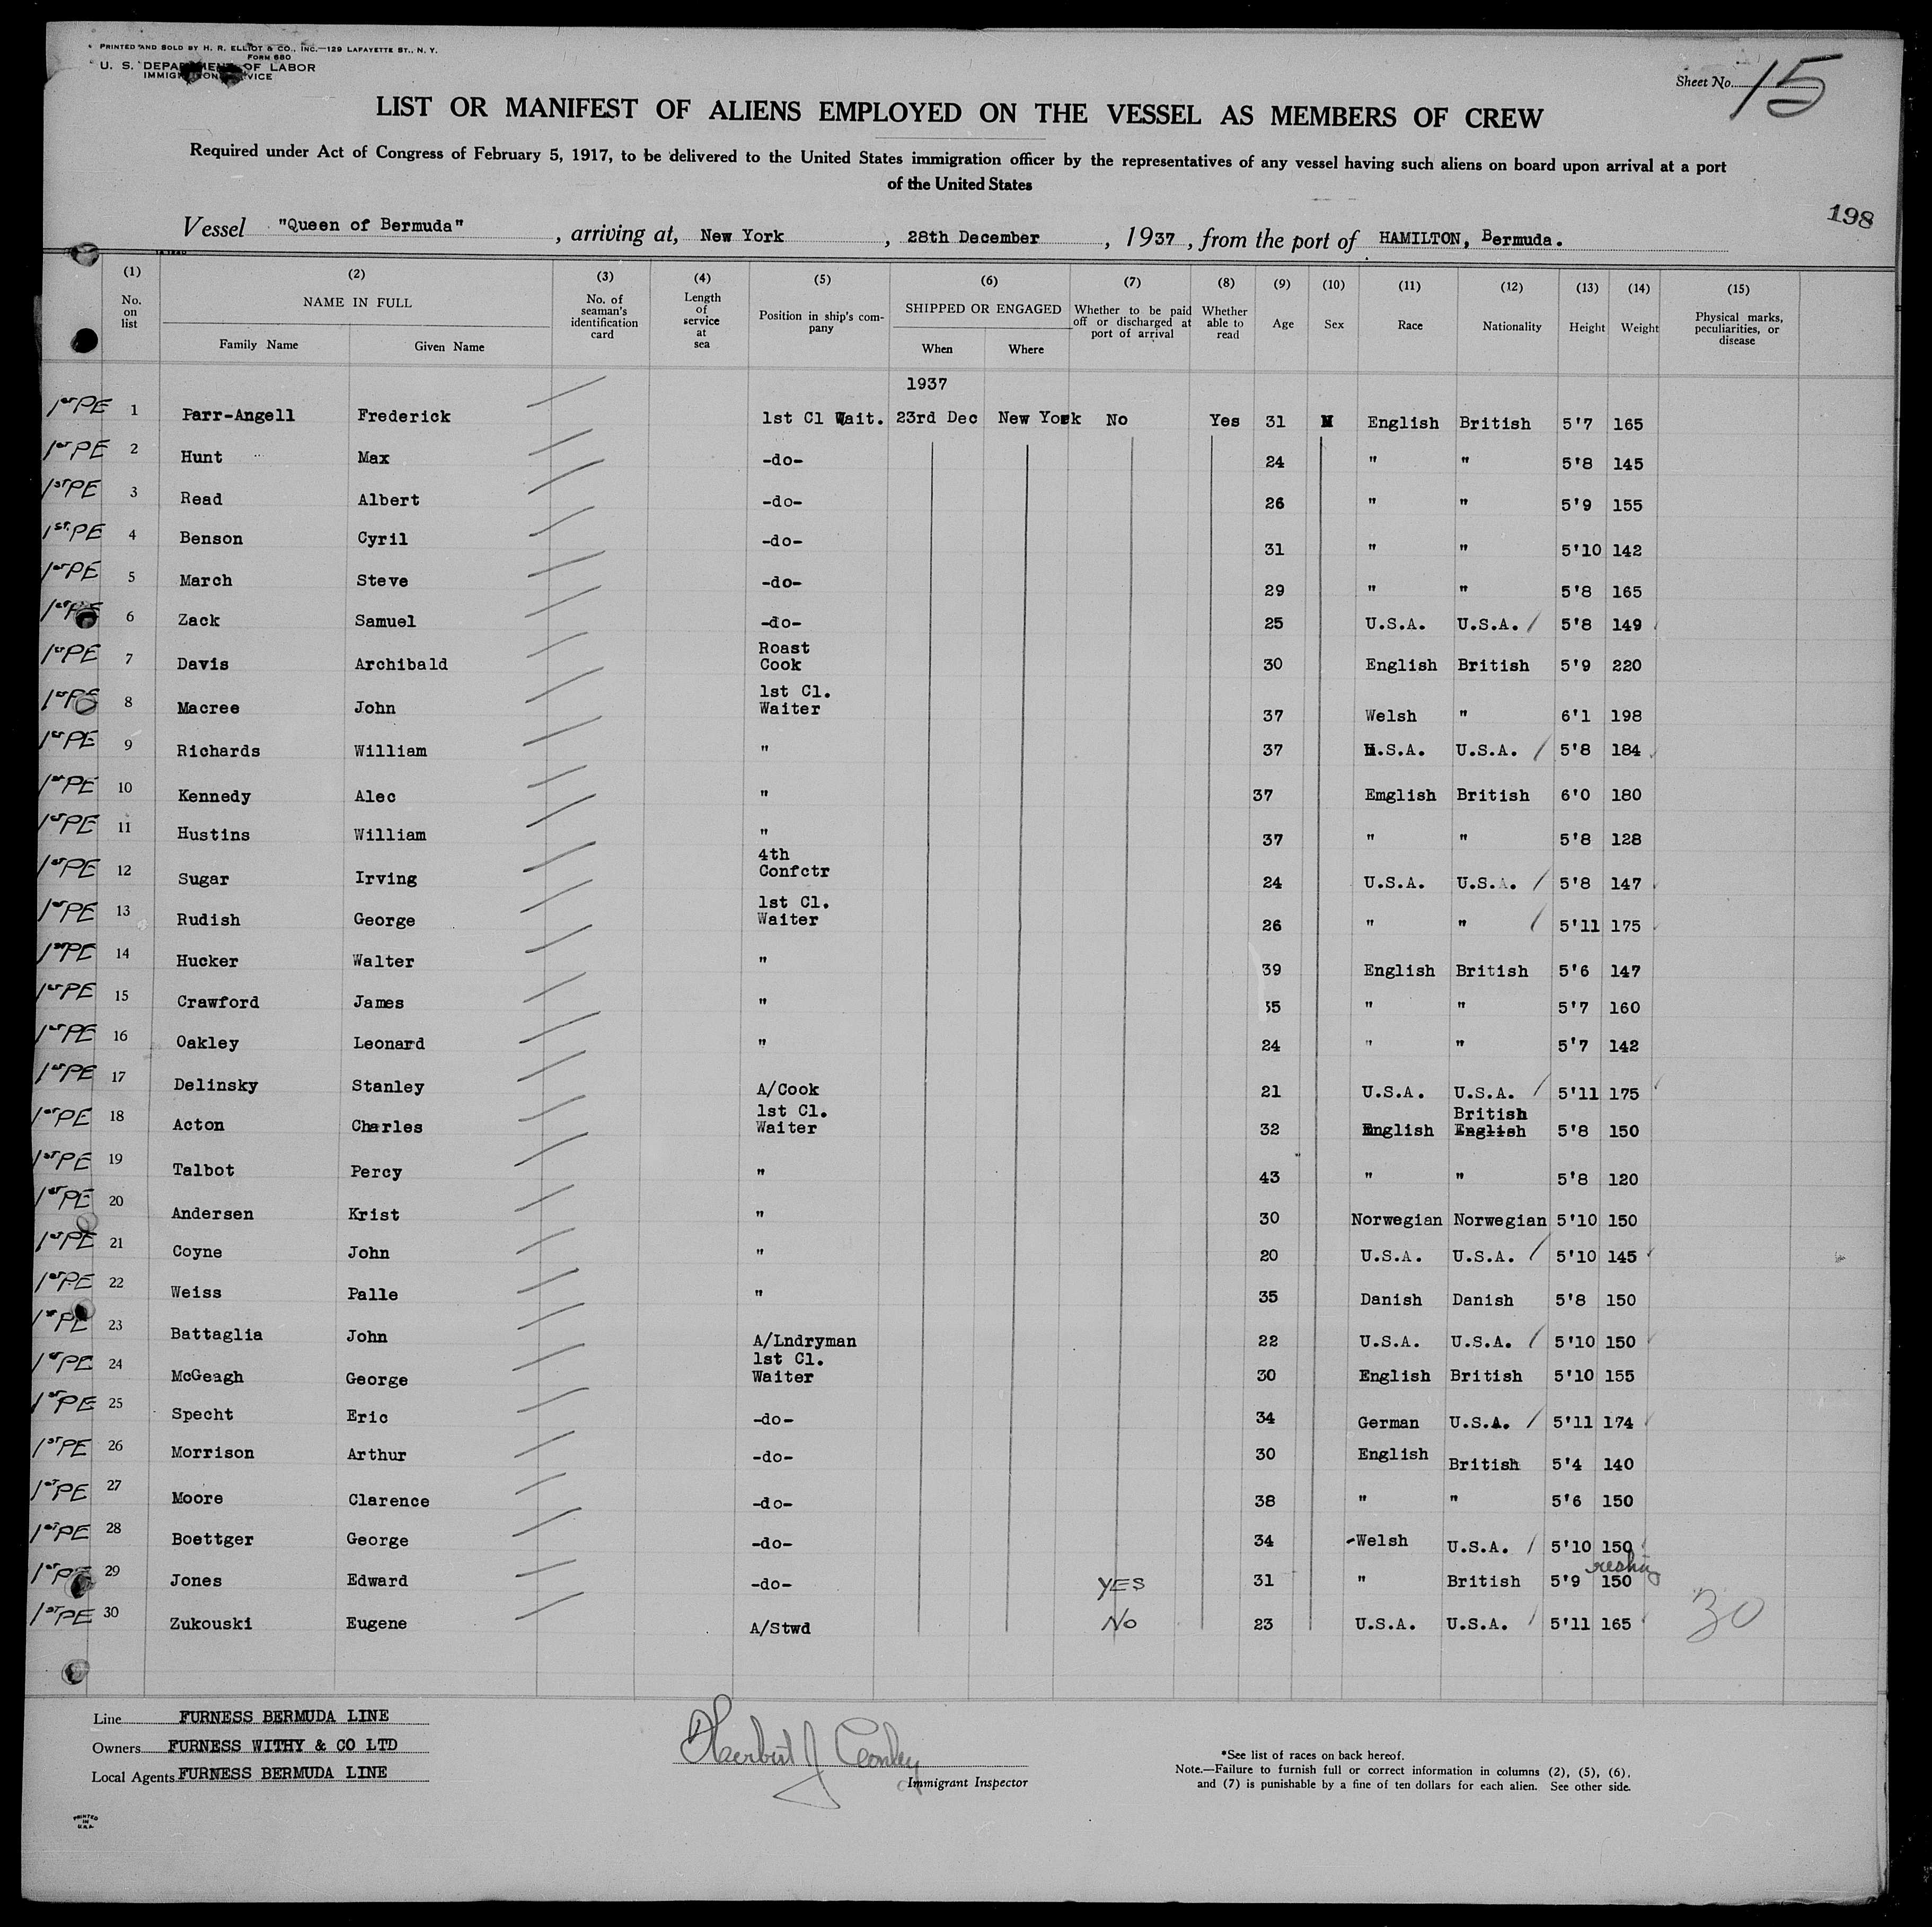 PRINTED AND SOLD BY H. R. ELLIOT & CO., INC.—129 LAFAYETTE ST., N. Y.
FORM 680
U. S. DEPARTMENT OF LABOR
IMMIGRATION SERVICE
Sheet No. 15
LIST OR MANIFEST OF ALIENS EMPLOYED ON THE VESSEL AS MEMBERS OF CREW
Required under Act of Congress of February 5, 1917, to be delivered to the United States immigration officer by the representatives of any vessel having such aliens on board upon arrival at a port
of the United States
198
Vessel "Queen of Bermuda" , arriving at, New York , 28th December , 1937 , from the port of HAMILTON, Bermuda.
(1) (2) (3) (4) (5) (6) (7) (8) (9) (10) (11) (12) (13) (14) (15)
No. on list NAME IN FULL Family Name Given Name No. of seaman's identification card Length of service at sea Position in ship's company SHIPPED OR ENGAGED When Where Whether to be paid off or discharged at port of arrival Whether able to read Age Sex Race Nationality Height Weight Physical marks, peculiarities, or disease
1937
1st PE 1 Parr-Angell Frederick 1st Cl Wait. 23rd Dec New York No Yes 31 M English British 5'7 165
1st PE 2 Hunt Max -do- 24 " " 5'8 145
1st PE 3 Read Albert -do- 26 " " 5'9 155
1st PE 4 Benson Cyril -do- 31 " " 5'10 142
1st PE 5 March Steve -do- 29 " " 5'8 165
1st PE 6 Zack Samuel -do- 25 U.S.A. U.S.A. 5'8 149
1st PE 7 Davis Archibald Roast Cook 30 English British 5'9 220
1st PE 8 Macree John 1st Cl. Waiter 37 Welsh " 6'1 198
1st PE 9 Richards William " 37 U.S.A. U.S.A. 5'8 184
1st PE 10 Kennedy Alec " 37 Emglish British 6'0 180
1st PE 11 Hustins William " 37 " " 5'8 128
1st PE 12 Sugar Irving 4th Confctr 24 U.S.A. U.S.A. 5'8 147
1st PE 13 Rudish George 1st Cl. Waiter 26 " " 5'11 175
1st PE 14 Hucker Walter " 39 English British 5'6 147
1st PE 15 Crawford James " " " 5'7 160
1st PE 16 Oakley Leonard " 24 " " 5'7 142
1st PE 17 Delinsky Stanley A/Cook 21 U.S.A. U.S.A. 5'11 175
1st PE 18 Acton Charles 1st Cl. Waiter 32 English British English 5'8 150
1st PE 19 Talbot Percy " 43 " " 5'8 120
1st PE 20 Andersen Krist " 30 Norwegian Norwegian 5'10 150
1st PE 21 Coyne John " 20 U.S.A. U.S.A. 5'10 145
1st PE 22 Weiss Palle " 35 Danish Danish 5'8 150
1st PE 23 Battaglia John A/Lndryman 22 U.S.A. U.S.A. 5'10 150
1st PE 24 McGeagh George 1st Cl. Waiter 30 English British 5'10 155
1st PE 25 Specht Eric -do- 34 German U.S.A. 5'11 174
1st PE 26 Morrison Arthur -do- 30 English British 5'4 140
1st PE 27 Moore Clarence -do- 38 " " 5'6 150
1st PE 28 Boettger George -do- 34 Welsh U.S.A. 5'10 150
1st PE 29 Jones Edward -do- YES 31 " British 5'9 150
1st PE 30 Zukouski Eugene A/Stwd No 23 U.S.A. U.S.A. 5'11 165
30
Line FURNESS BERMUDA LINE
Owners FURNESS WITHY & CO LTD
Local Agents FURNESS BERMUDA LINE
Herbert J
Immigrant Inspector
*See list of races on back hereof.
Note.—Failure to furnish full or correct information in columns (2), (5), (6),
and (7) is punishable by a fine of ten dollars for each alien. See other side.
PRINTED
IN
U.S.A.